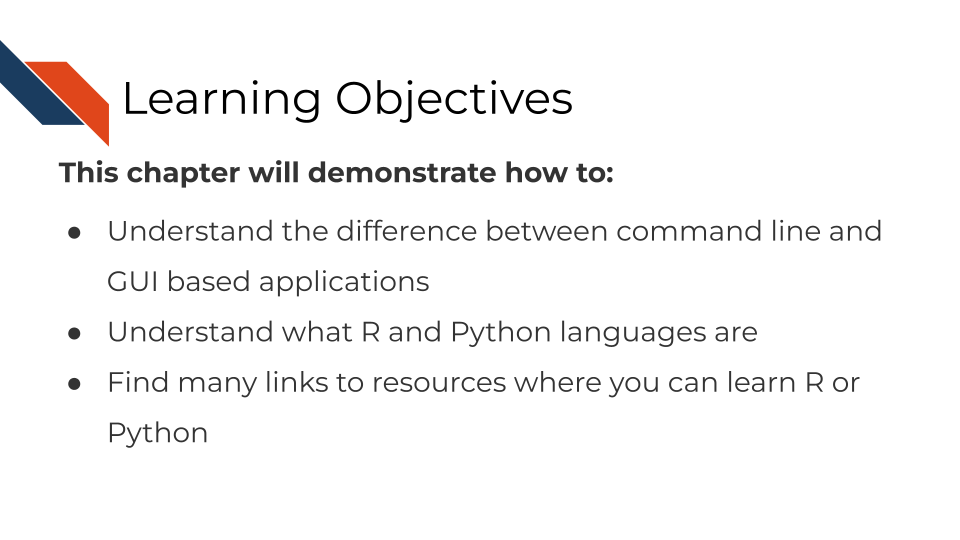 Learning Objectives
This chapter will demonstrate how to:
● Understand the difference between command line and
GUI based applications
● Understand what R and Python languages are
● Find many links to resources where you can learn R or
Python